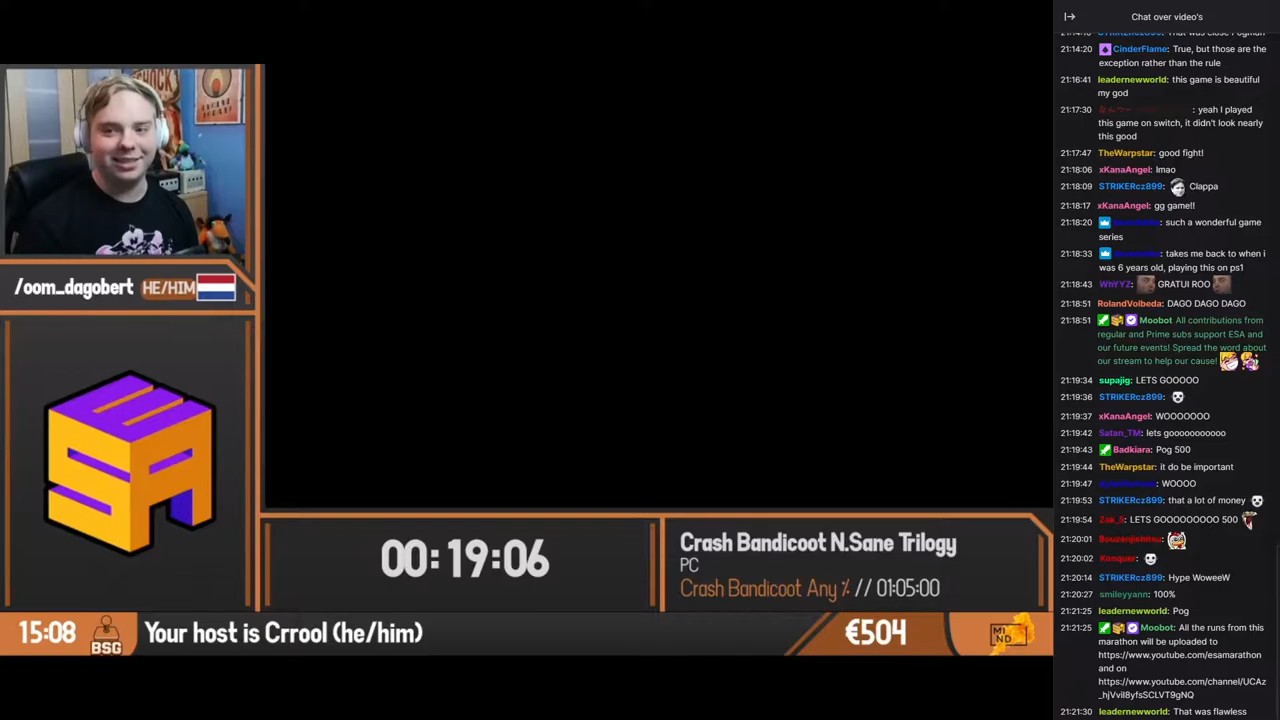 /oom_dagobert HE/HIM
ESA
00:19:06
Crash Bandicoot N.Sane Trilogy
PC
Crash Bandicoot Any % // 01:05:00
15:08
BSG
Your host is Crrool (he/him)
€504
MI
ND
Chat over video's
21:14:20 CinderFlame: True, but those are the
exception rather than the rule
21:16:41 leadernewworld: this game is beautiful
my god
21:17:30 : yeah I played
this game on switch, it didn't look nearly
this good
21:17:47 TheWarpstar: good fight!
21:18:06 xKanaAngel: lmao
21:18:09 STRIKERcz899: Clappa
21:18:17 xKanaAngel: gg game!!
21:18:20 : such a wonderful game
series
21:18:33 : takes me back to when i
was 6 years old, playing this on ps1
21:18:43 WhYYZ: GRATUI ROO
21:18:51 RolandVolbeda: DAGO DAGO DAGO
21:18:51 Moobot All contributions from
regular and Prime subs support ESA and
our future events! Spread the word about
our stream to help our cause!
21:19:34 supajig: LETS GOOOOO
21:19:36 STRIKERcz899:
21:19:37 xKanaAngel: WOOOOOOO
21:19:42 Satan_TM: lets gooooooooooo
21:19:43 Badkiara: Pog 500
21:19:44 TheWarpstar: it do be important
21:19:47 : WOOOO
21:19:53 STRIKERcz899: that a lot of money
21:19:54 Zak_S: LETS GOOOOOOOOO 500
21:20:01
21:20:02 Konquer:
21:20:14 STRIKERcz899: Hype WoweeW
21:20:27 smileyyann: 100%
21:21:25 leadernewworld: Pog
21:21:25 Moobot: All the runs from this
marathon will be uploaded to
https://www.youtube.com/esamarathon
and on
https://www.youtube.com/channel/UCAz
_hjVvil8yfsSCLVT9gNQ
21:21:30 leadernewworld: That was flawless